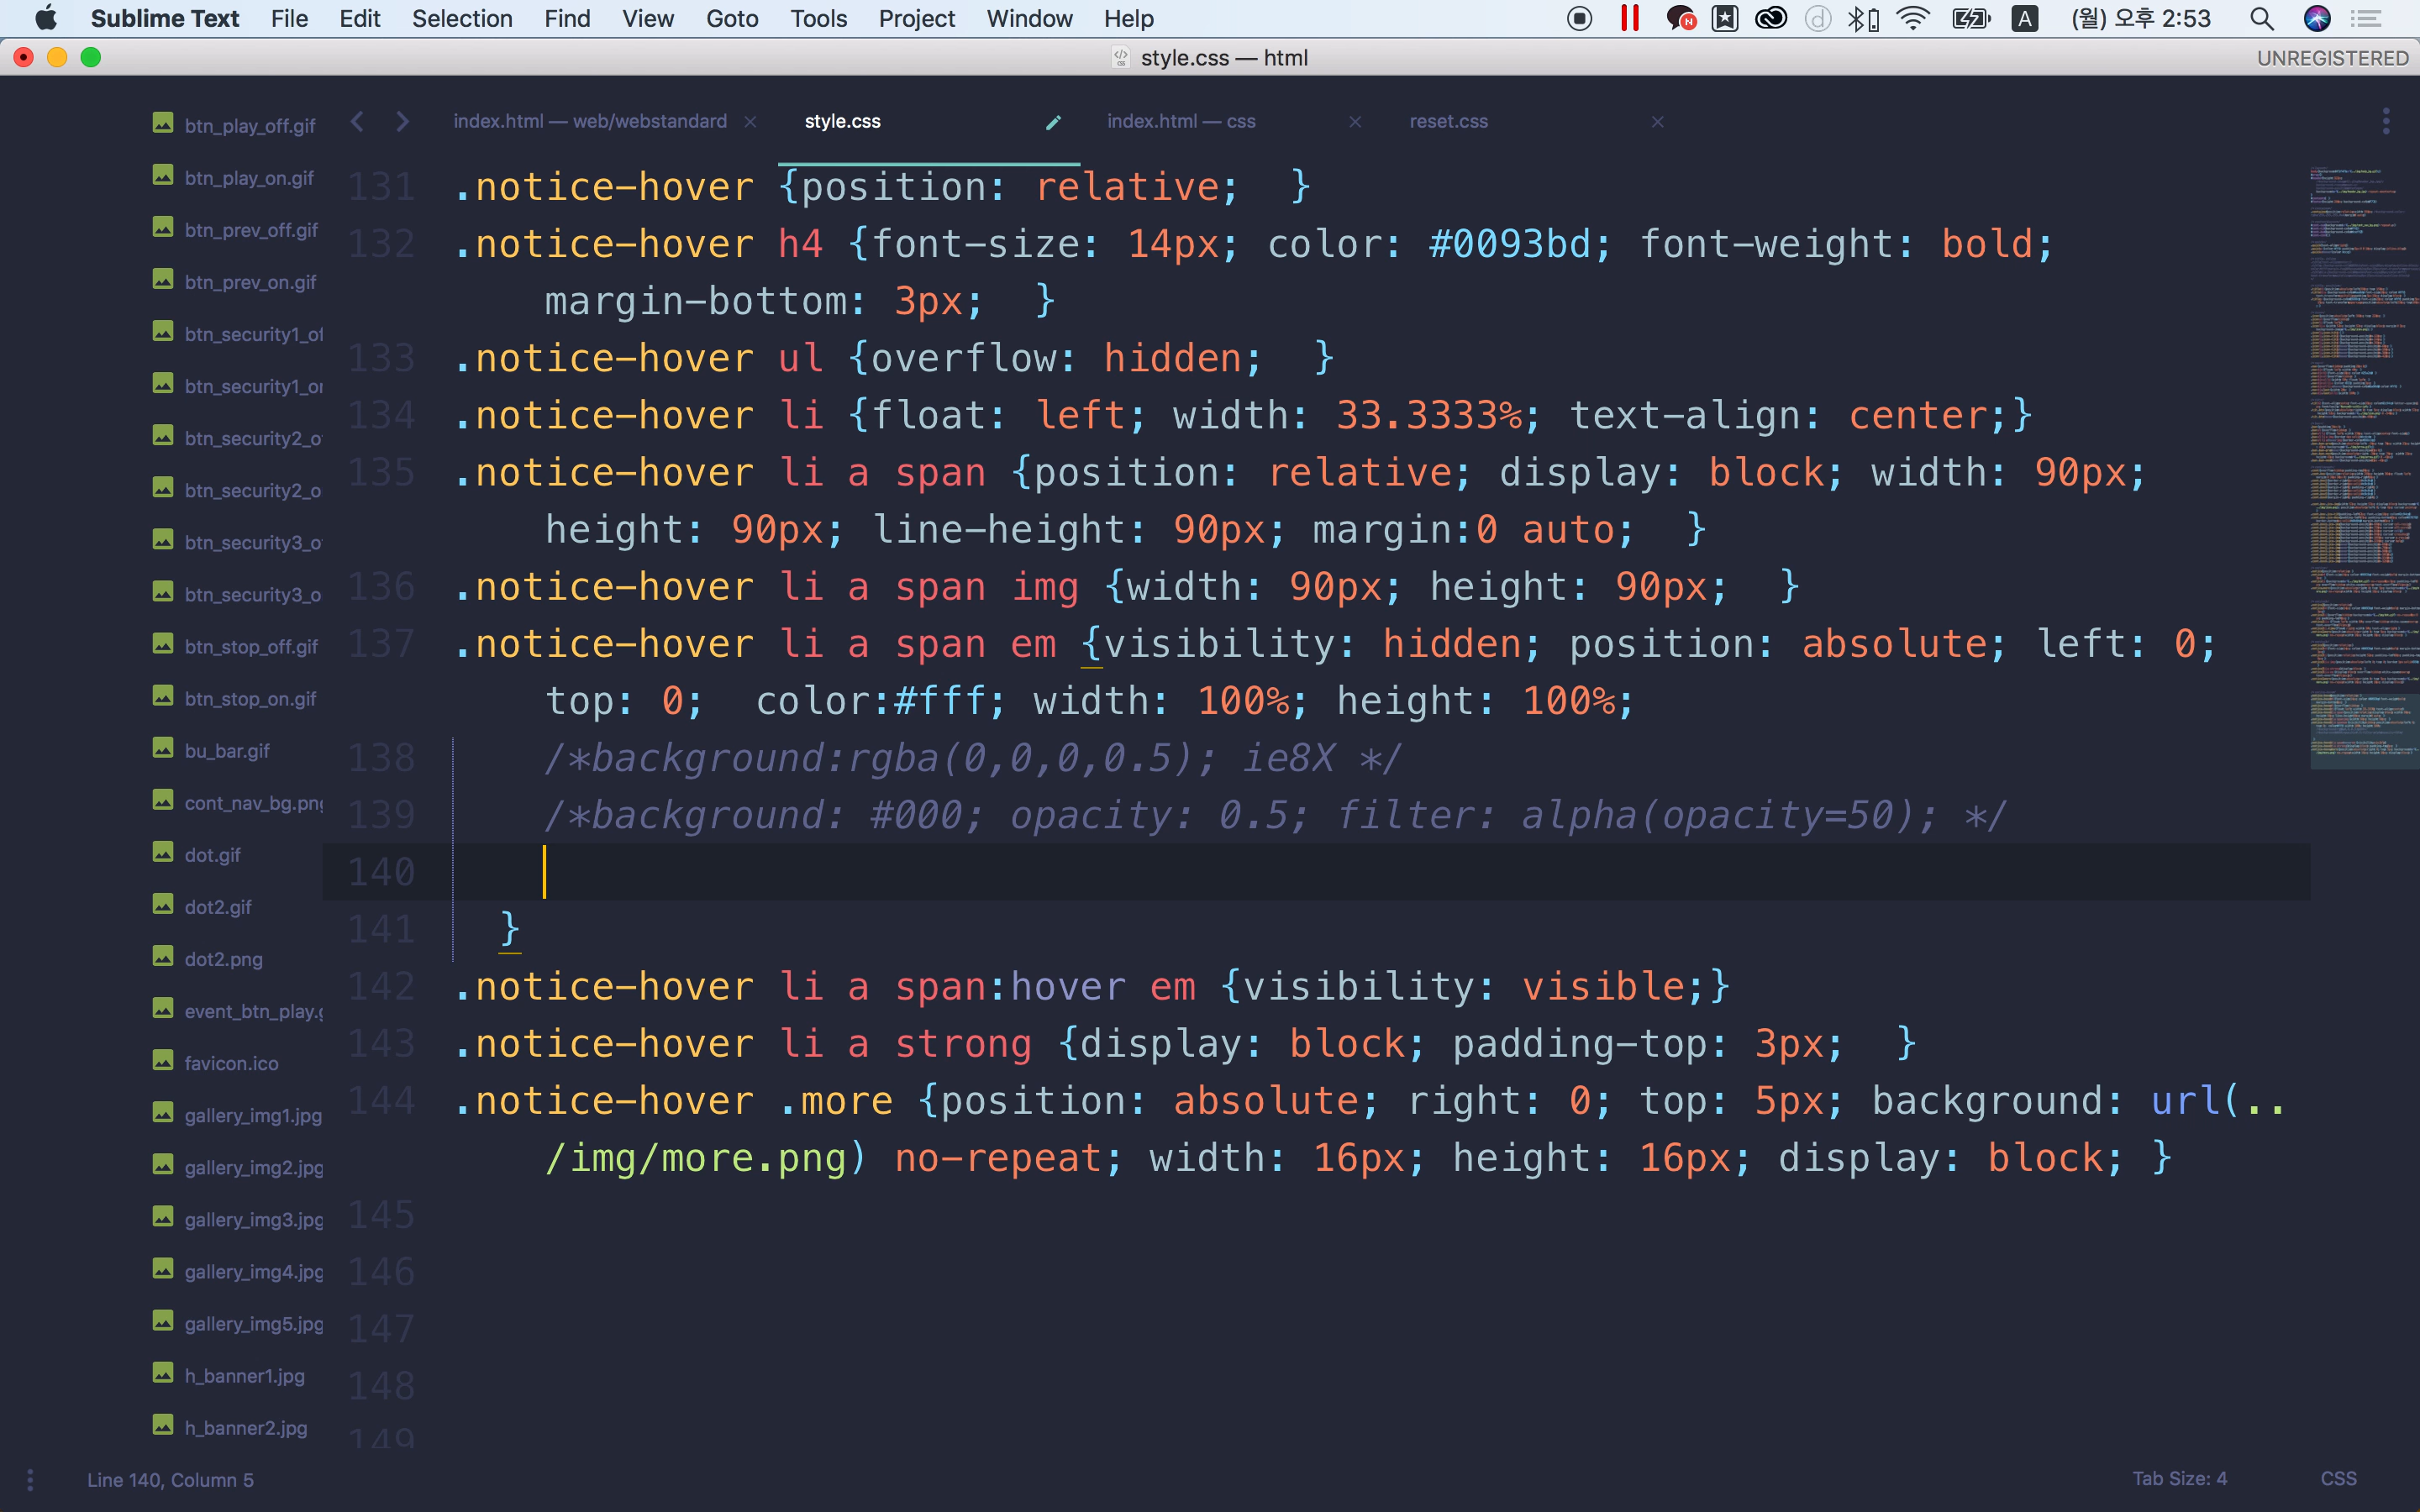 Sublime Text File Edit Selection Find View Goto Tools Project Window Help A (월) 오후 2:53
style.css — html UNREGISTERED
index.html — web/webstandard style.css index.html — css reset.css
btn_play_off.gif
btn_play_on.gif
btn_prev_off.gif
btn_prev_on.gif
btn_security1_of
btn_security1_on
btn_security2_o
btn_security2_o
btn_security3_o
btn_security3_o
btn_stop_off.gif
btn_stop_on.gif
bu_bar.gif
cont_nav_bg.png
dot.gif
dot2.gif
dot2.png
event_btn_play.g
favicon.ico
gallery_img1.jpg
gallery_img2.jpg
gallery_img3.jpg
gallery_img4.jpg
gallery_img5.jpg
h_banner1.jpg
h_banner2.jpg
131 .notice-hover {position: relative;  }
132 .notice-hover h4 {font-size: 14px; color: #0093bd; font-weight: bold;
margin-bottom: 3px;  }
133 .notice-hover ul {overflow: hidden;  }
134 .notice-hover li {float: left; width: 33.3333%; text-align: center;}
135 .notice-hover li a span {position: relative; display: block; width: 90px;
height: 90px; line-height: 90px; margin:0 auto;  }
136 .notice-hover li a span img {width: 90px; height: 90px;  }
137 .notice-hover li a span em {visibility: hidden; position: absolute; left: 0;
top: 0;  color:#fff; width: 100%; height: 100%;
138 /*background:rgba(0,0,0,0.5); ie8X */
139 /*background: #000; opacity: 0.5; filter: alpha(opacity=50); */
140
141 }
142 .notice-hover li a span:hover em {visibility: visible;}
143 .notice-hover li a strong {display: block; padding-top: 3px;  }
144 .notice-hover .more {position: absolute; right: 0; top: 5px; background: url(..
/img/more.png) no-repeat; width: 16px; height: 16px; display: block; }
145
146
147
148
149
Line 140, Column 5 Tab Size: 4 CSS